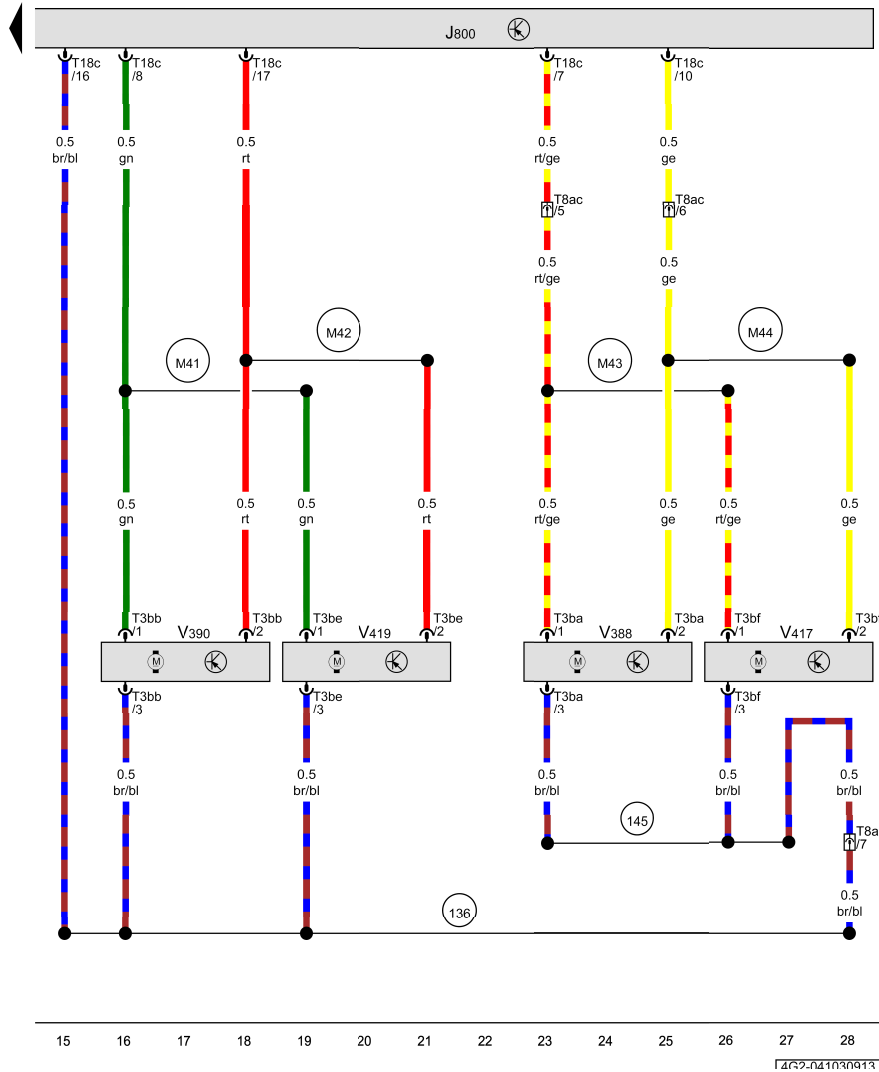 J800
T18c T18c T18c T18c T18c
/16 /8 /17 /7 /10
0.5 0.5 0.5 0.5 0.5
br/bl gn rt rt/ge ge
T8ac T8ac
/5 /6
0.5 0.5
rt/ge ge
M42 M44
M41 M43
0.5 0.5 0.5 0.5 0.5 0.5 0.5 0.5
gn rt gn rt rt/ge ge rt/ge ge
T3bb T3bb T3be T3be T3ba T3ba T3bf
/1 V390 /2 /1 V419 /2 /1 V388 /2 /1 V417 /2
M M M M
T3bb T3be T3ba T3bf
/3 /3 /3 /3
0.5 0.5 0.5 0.5 0.5
br/bl br/bl br/bl br/bl br/bl
145
T8a
/7
0.5
br/bl
136
15 16 17 18 19 20 21 22 23 24 25 26 27 28
4G2-041030913